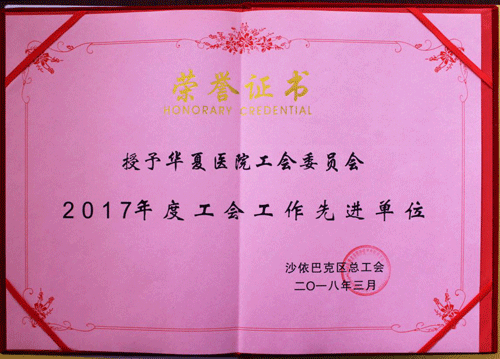 荣誉证书
HONORARY CREDENTIAL
授予华夏医院工会委员会
2017年度工会工作先进单位
沙依巴克区总工会
二〇一八年三月